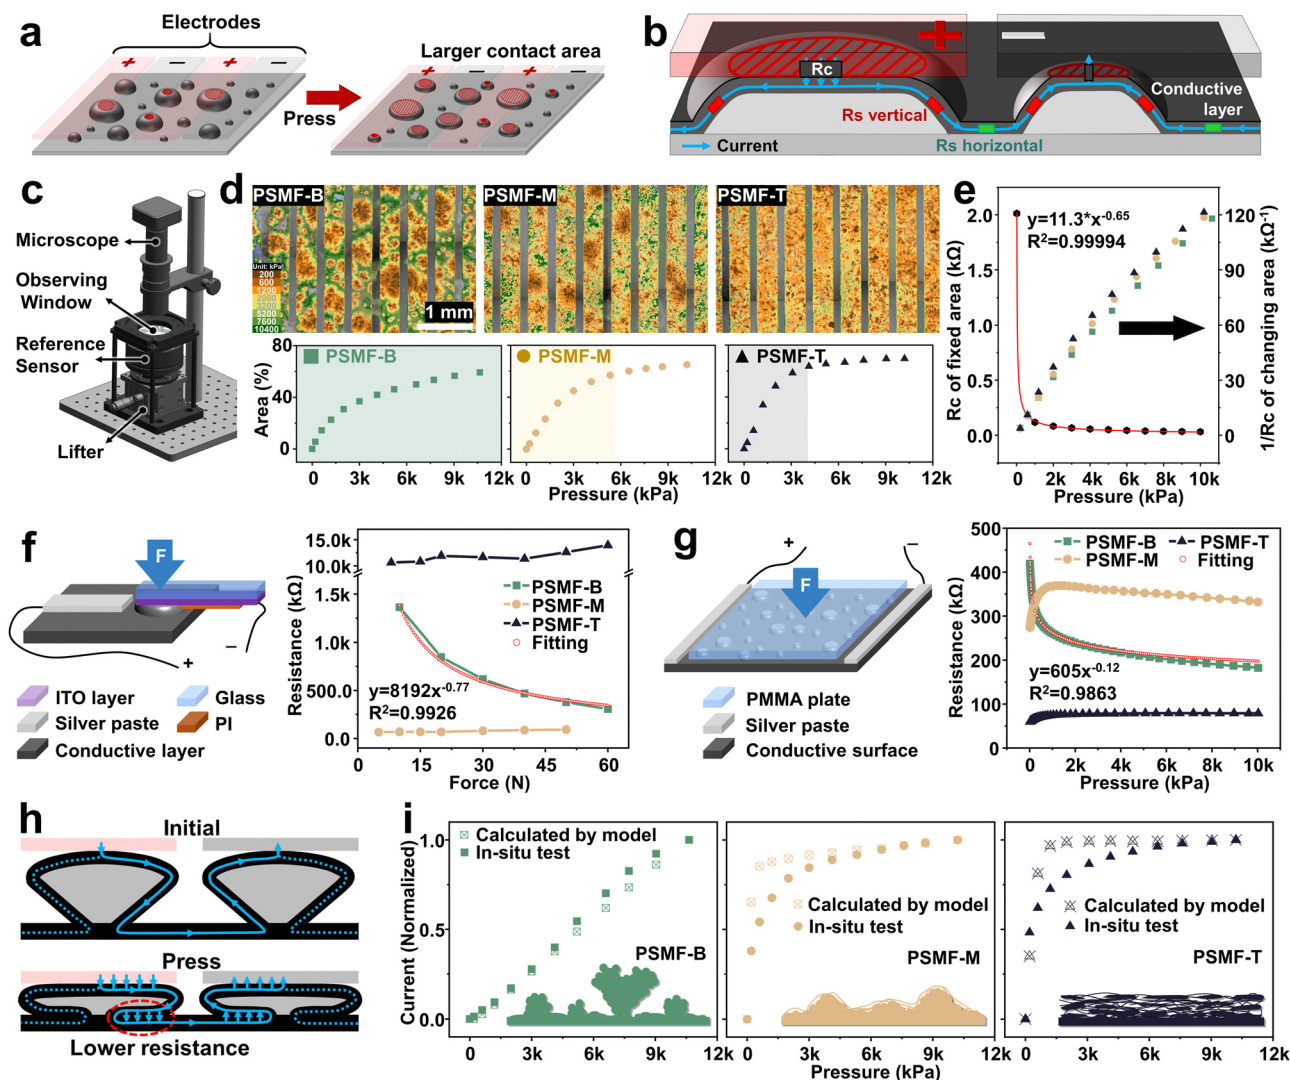 a
Electrodes
+ − + −
Press
Larger contact area
+ − + −
b
+ −
Rc
Conductive
layer
Rs vertical
Current
Rs horizontal
c
Microscope
Observing
Window
Reference
Sensor
Lifter
d
PSMF-B
PSMF-M
PSMF-T
Unit: kPa
200
600
1200
2000
3000
5200
7600
10400
1 mm
Area (%)
80
40
0
PSMF-B
PSMF-M
PSMF-T
0 3k 6k 9k 12k
0 3k 6k 9k 12k
0 3k 6k 9k 12k
Pressure (kPa)
Pressure (kPa)
e
Rc of fixed area (kΩ)
2.0
1.5
1.0
0.5
0.0
y=11.3*x^-0.65
R²=0.99994
120
90
60
30
0
1/Rc of changing area (kΩ⁻¹)
0 2k 4k 6k 8k 10k
Pressure (kPa)
f
F
+
−
ITO layer
Glass
Silver paste
PI
Conductive layer
Resistance (kΩ)
15.0k
10.0k
1.5k
1.0k
500.0
0.0
PSMF-B
PSMF-M
PSMF-T
Fitting
y=8192x^-0.77
R²=0.9926
15 30 45 60
Force (N)
g
+
−
F
PMMA plate
Silver paste
Conductive surface
Resistance (kΩ)
500
400
300
200
100
0
PSMF-B
PSMF-T
PSMF-M
Fitting
y=605x^-0.12
R²=0.9863
0 2k 4k 6k 8k 10k
Pressure (kPa)
h
Initial
Press
Lower resistance
i
Current (Normalized)
1.0
0.5
0.0
Calculated by model
In-situ test
PSMF-B
Calculated by model
In-situ test
PSMF-M
Calculated by model
In-situ test
PSMF-T
3k 6k 9k 12k
3k 6k 9k 12k
3k 6k 9k 12k
Pressure (kPa)